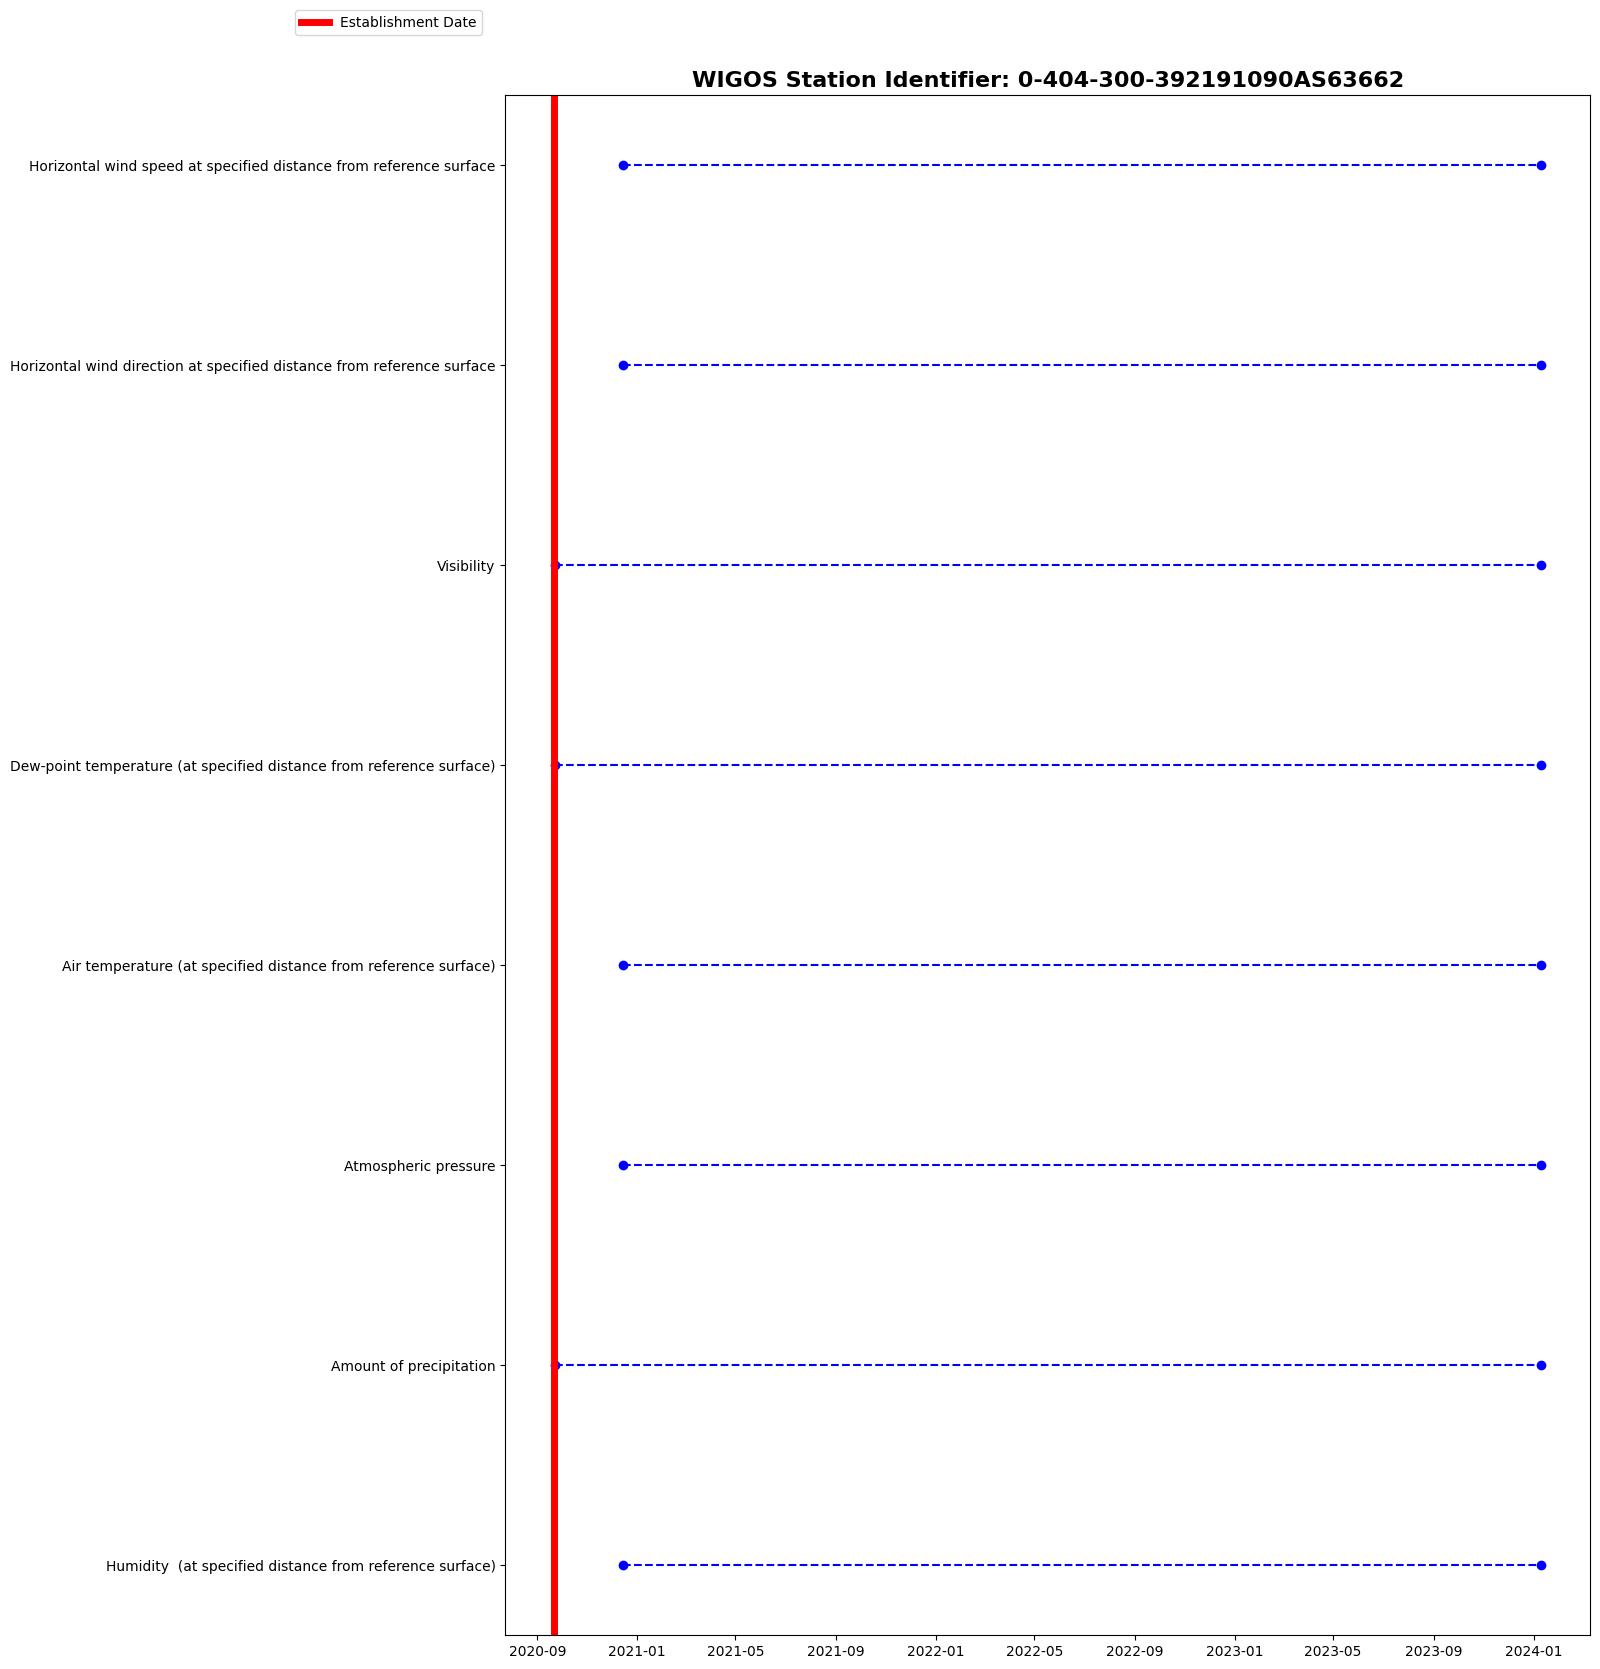 Establishment Date
WIGOS Station Identifier: 0-404-300-392191090AS63662
Horizontal wind speed at specified distance from reference surface
Horizontal wind direction at specified distance from reference surface
Visibility
Dew-point temperature (at specified distance from reference surface)
Air temperature (at specified distance from reference surface)
Atmospheric pressure
Amount of precipitation
Humidity  (at specified distance from reference surface)
2020-09 2021-01 2021-05 2021-09 2022-01 2022-05 2022-09 2023-01 2023-05 2023-09 2024-01